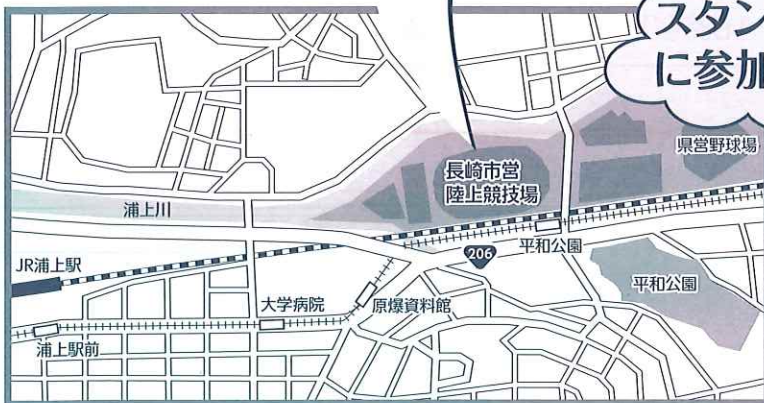 スタン
に参加
県営野球場
長崎市営
陸上競技場
浦上川
206
平和公園
JR浦上駅
平和公園
大学病院
原爆資料館
浦上駅前